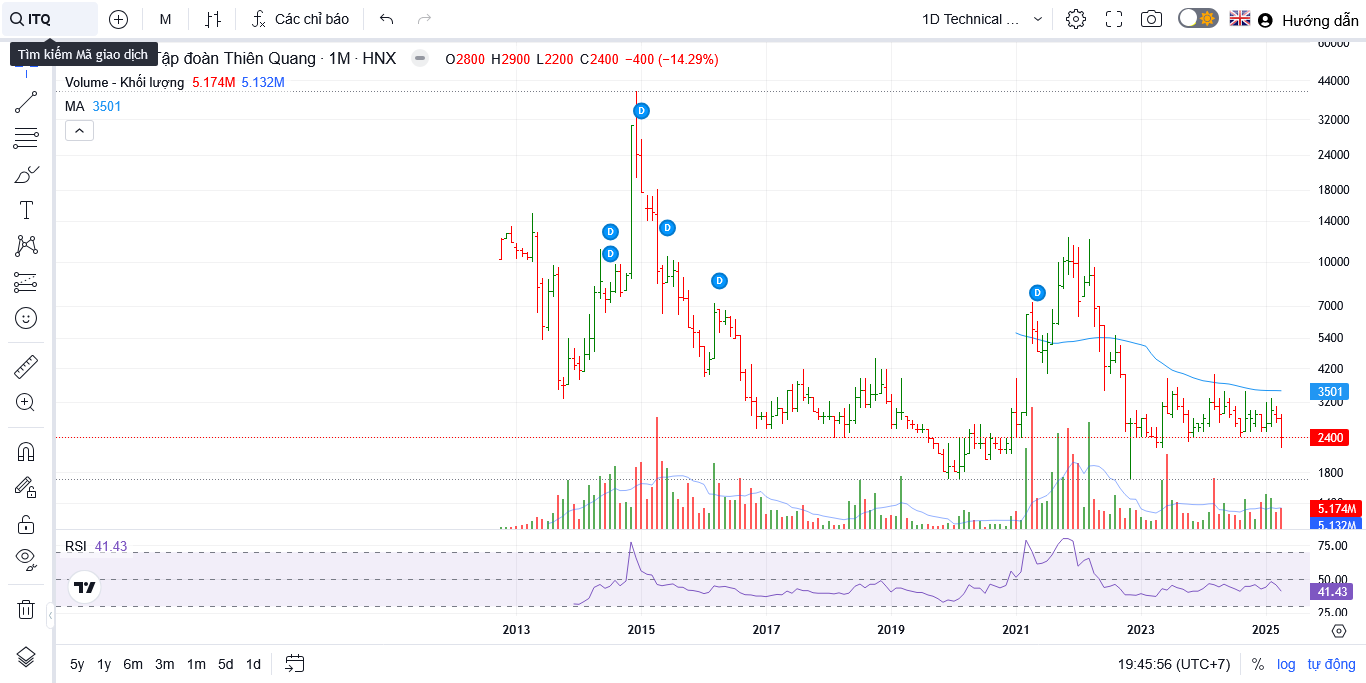 ITQ
M
Các chỉ báo
1D Technical ...
Hướng dẫn
Tìm kiếm Mã giao dịch
Tập đoàn Thiên Quang · 1M · HNX
O2800 H2900 L2200 C2400 −400 (−14.29%)
Volume - Khối lượng 5.174M 5.132M
MA 3501
60000
44000
32000
24000
18000
14000
10000
7000
5400
4200
3501
3200
2400
1800
1400
5.174M
5.132M
D
D
D
D
D
D
RSI 41.43
75.00
50.00
41.43
25.00
2013 2015 2017 2019 2021 2023 2025
5y 1y 6m 3m 1m 5d 1d
19:45:56 (UTC+7) % log tự động